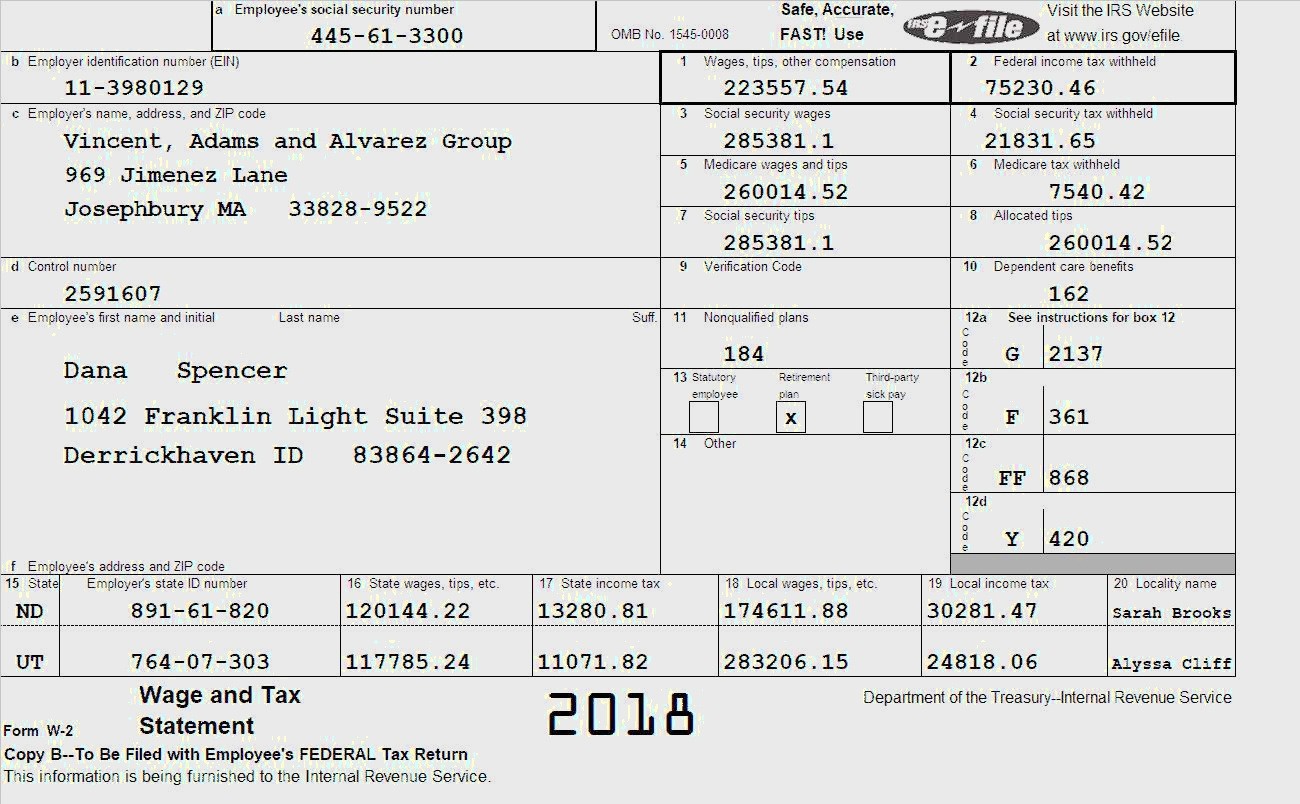 a Employee's social security number
445-61-3300
OMB No. 1545-0008
Safe, Accurate,
FAST! Use
IRS e-file
Visit the IRS Website
at www.irs.gov/efile
b Employer identification number (EIN)
11-3980129
1 Wages, tips, other compensation
223557.54
2 Federal income tax withheld
75230.46
c Employer's name, address, and ZIP code
Vincent, Adams and Alvarez Group
969 Jimenez Lane
Josephbury MA 33828-9522
3 Social security wages
285381.1
4 Social security tax withheld
21831.65
5 Medicare wages and tips
260014.52
6 Medicare tax withheld
7540.42
7 Social security tips
285381.1
8 Allocated tips
260014.52
d Control number
2591607
9 Verification Code
10 Dependent care benefits
162
e Employee's first name and initial Last name Suff.
Dana Spencer
1042 Franklin Light Suite 398
Derrickhaven ID 83864-2642
11 Nonqualified plans
184
12a See instructions for box 12
Code G 2137
13 Statutory employee Retirement plan Third-party sick pay
X
12b
Code F 361
14 Other
12c
Code FF 868
12d
Code Y 420
f Employee's address and ZIP code
15 State Employer's state ID number 16 State wages, tips, etc. 17 State income tax 18 Local wages, tips, etc. 19 Local income tax 20 Locality name
ND 891-61-820 120144.22 13280.81 174611.88 30281.47 Sarah Brooks
UT 764-07-303 117785.24 11071.82 283206.15 24818.06 Alyssa Cliff
Form W-2 Wage and Tax
Statement
2018
Department of the Treasury--Internal Revenue Service
Copy B--To Be Filed with Employee's FEDERAL Tax Return
This information is being furnished to the Internal Revenue Service.